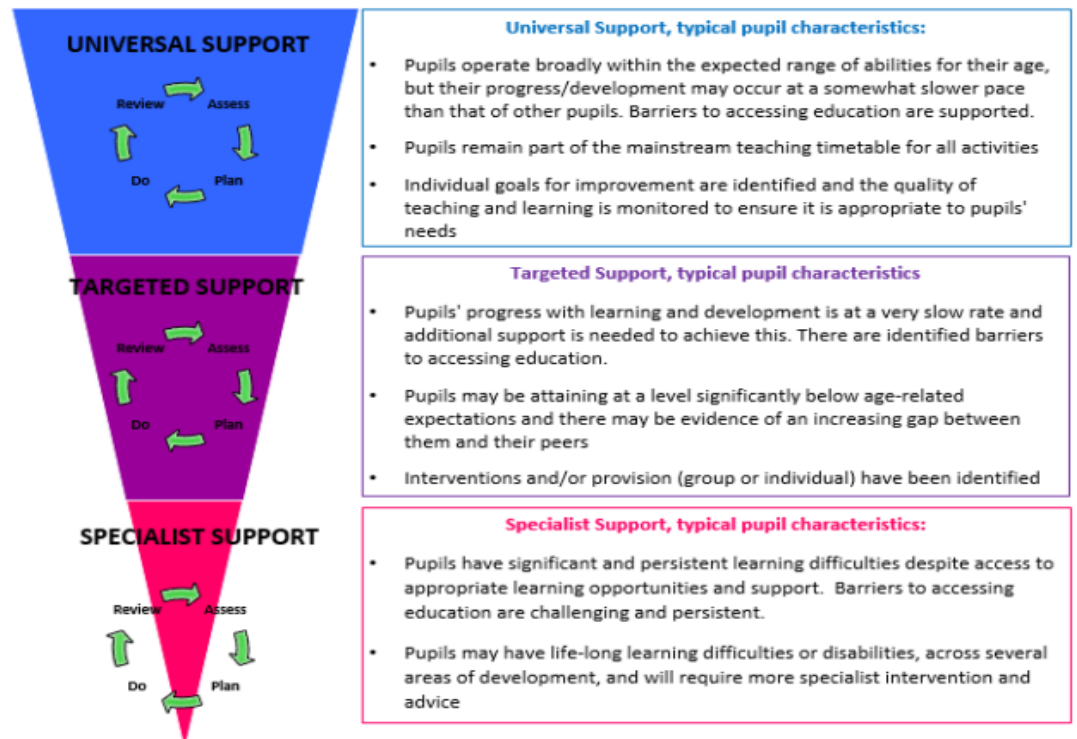 UNIVERSAL SUPPORT
Review
Assess
Do
Plan
Universal Support, typical pupil characteristics:
• Pupils operate broadly within the expected range of abilities for their age,
but their progress/development may occur at a somewhat slower pace
than that of other pupils. Barriers to accessing education are supported.
• Pupils remain part of the mainstream teaching timetable for all activities
• Individual goals for improvement are identified and the quality of
teaching and learning is monitored to ensure it is appropriate to pupils'
needs
TARGETED SUPPORT
Review
Assess
Do
Plan
Targeted Support, typical pupil characteristics
• Pupils' progress with learning and development is at a very slow rate and
additional support is needed to achieve this. There are identified barriers
to accessing education.
• Pupils may be attaining at a level significantly below age-related
expectations and there may be evidence of an increasing gap between
them and their peers
• Interventions and/or provision (group or individual) have been identified
SPECIALIST SUPPORT
Review
Assess
Do
Plan
Specialist Support, typical pupil characteristics:
• Pupils have significant and persistent learning difficulties despite access to
appropriate learning opportunities and support. Barriers to accessing
education are challenging and persistent.
• Pupils may have life-long learning difficulties or disabilities, across several
areas of development, and will require more specialist intervention and
advice